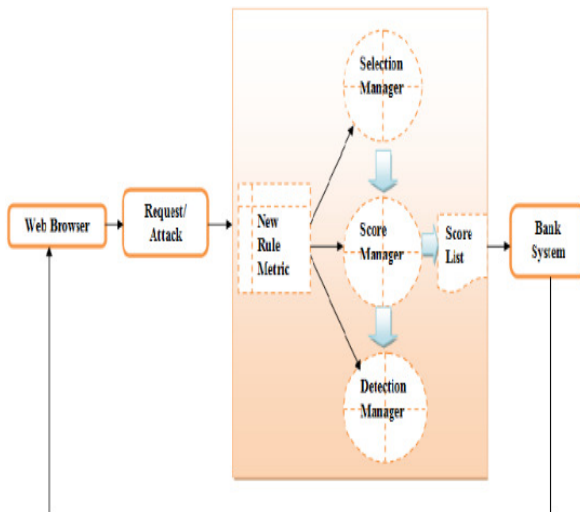 Selection
Manager
Web Browser
Request/
Attack
New
Rule
Metric
Score
Manager
Score
List
Bank
System
Detection
Manager